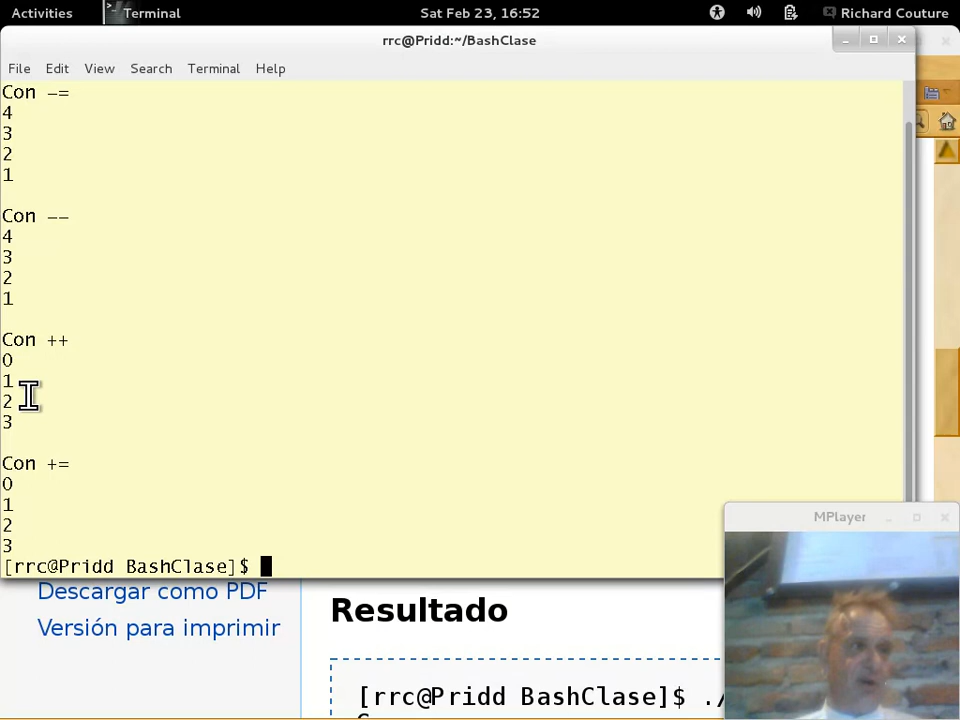 Activities Terminal Sat Feb 23, 16:52 Richard Couture
rrc@Pridd:~/BashClase
File Edit View Search Terminal Help
Con -=
4
3
2
1
Con --
4
3
2
1
Con ++
0
1
2
3
Con +=
0
1
2
3
[rrc@Pridd BashClase]$
MPlayer
Descargar como PDF
Versión para imprimir
Resultado
[rrc@Pridd BashClase]$ ./